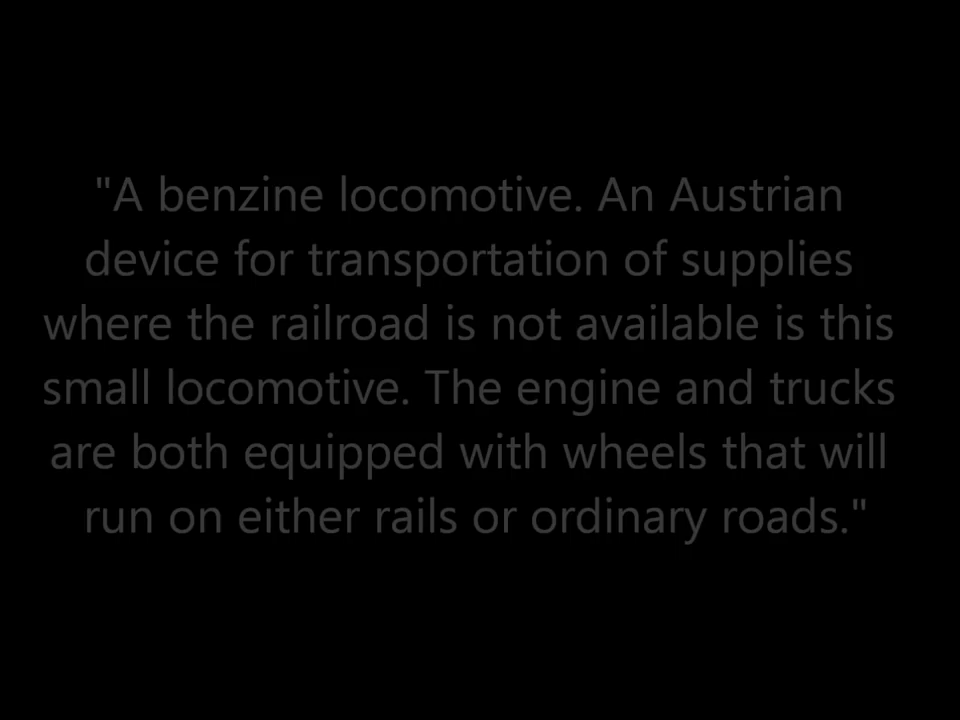 "A benzine locomotive. An Austrian
device for transportation of supplies
where the railroad is not available is this
small locomotive. The engine and trucks
are both equipped with wheels that will
run on either rails or ordinary roads."